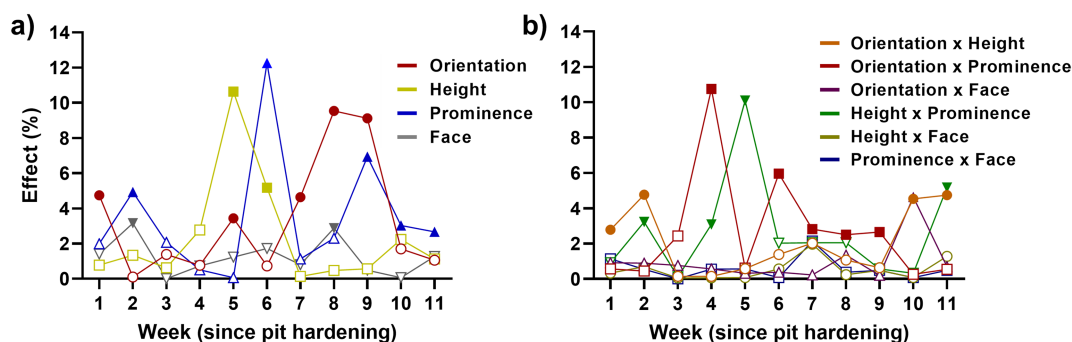 a)
14
12
10
8
6
4
2
0
Effect (%)
1 2 3 4 5 6 7 8 9 10 11
Week (since pit hardening)
Orientation
Height
Prominence
Face
b)
14
12
10
8
6
4
2
0
1 2 3 4 5 6 7 8 9 10 11
Week (since pit hardening)
Orientation x Height
Orientation x Prominence
Orientation x Face
Height x Prominence
Height x Face
Prominence x Face